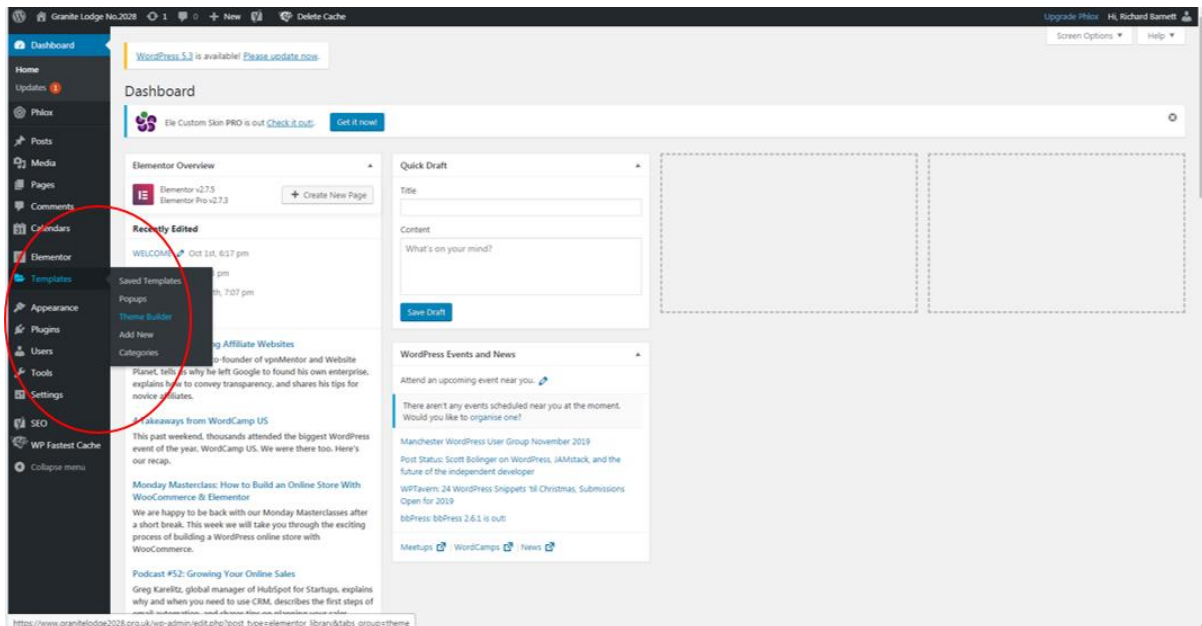 Granite Lodge No.2028 1 0 + New Delete Cache
Upgrade Phlox Hi, Richard Barnett
Screen Options ▼ Help ▼
Dashboard
Home
Updates 1
Phlox
Posts
Media
Pages
Comments
Calendars
Elementor
Templates
Appearance
Plugins
Users
Tools
Settings
SEO
WP Fastest Cache
Collapse menu
Saved Templates
Popups
Theme Builder
Add New
Categories
WordPress 5.3 is available! Please update now.
Dashboard
Ele Custom Skin PRO is out Check it out!. Get it now!
Elementor Overview
Elementor v2.7.5
Elementor Pro v2.7.3
+ Create New Page
Recently Edited
WELCOME Oct 1st, 6:17 pm
pm
th, 7:07 pm
ng Affiliate Websites
co-founder of vpnMentor and Website
Planet, tells us why he left Google to found his own enterprise,
explains how to convey transparency, and shares his tips for
novice affiliates.
4 Takeaways from WordCamp US
This past weekend, thousands attended the biggest WordPress
event of the year, WordCamp US. We were there too. Here's
our recap.
Monday Masterclass: How to Build an Online Store With
WooCommerce & Elementor
We are happy to be back with our Monday Masterclasses after
a short break. This week we will take you through the exciting
process of building a WordPress online store with
WooCommerce.
Podcast #52: Growing Your Online Sales
Greg Karelitz, global manager of HubSpot for Startups, explains
why and when you need to use CRM, describes the first steps of
email automation, and shares tips on planning your sales
Quick Draft
Title
Content
What's on your mind?
Save Draft
WordPress Events and News
Attend an upcoming event near you.
There aren't any events scheduled near you at the moment.
Would you like to organise one?
Manchester WordPress User Group November 2019
Post Status: Scott Bolinger on WordPress, JAMstack, and the
future of the independent developer
WPTavern: 24 WordPress Snippets 'til Christmas, Submissions
Open for 2019
bbPress: bbPress 2.6.1 is out!
Meetups | WordCamps | News
https://www.granitelodge2028.org.uk/wp-admin/edit.php?post_type=elementor_library&tabs_group=theme